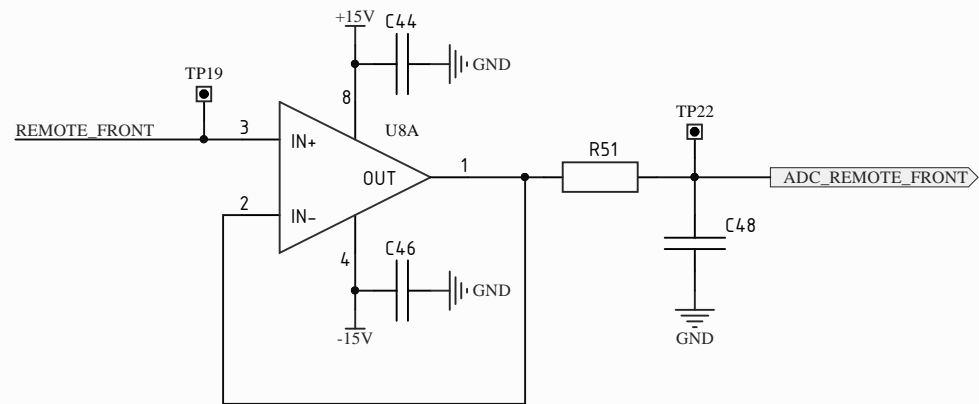 +15V
C44
GND
TP19
8
REMOTE_FRONT
3
IN+
U8A
TP22
R51
OUT
1
ADC_REMOTE_FRONT
2
IN-
C48
4
C46
GND
-15V
GND